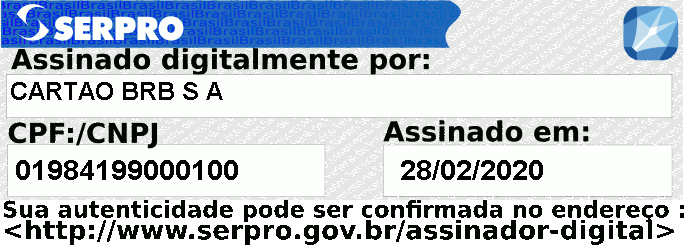 SERPRO
Assinado digitalmente por:
CARTAO BRB S A
CPF:/CNPJ
Assinado em:
01984199000100
28/02/2020
Sua autenticidade pode ser confirmada no endereço :
<http://www.serpro.gov.br/assinador-digital>